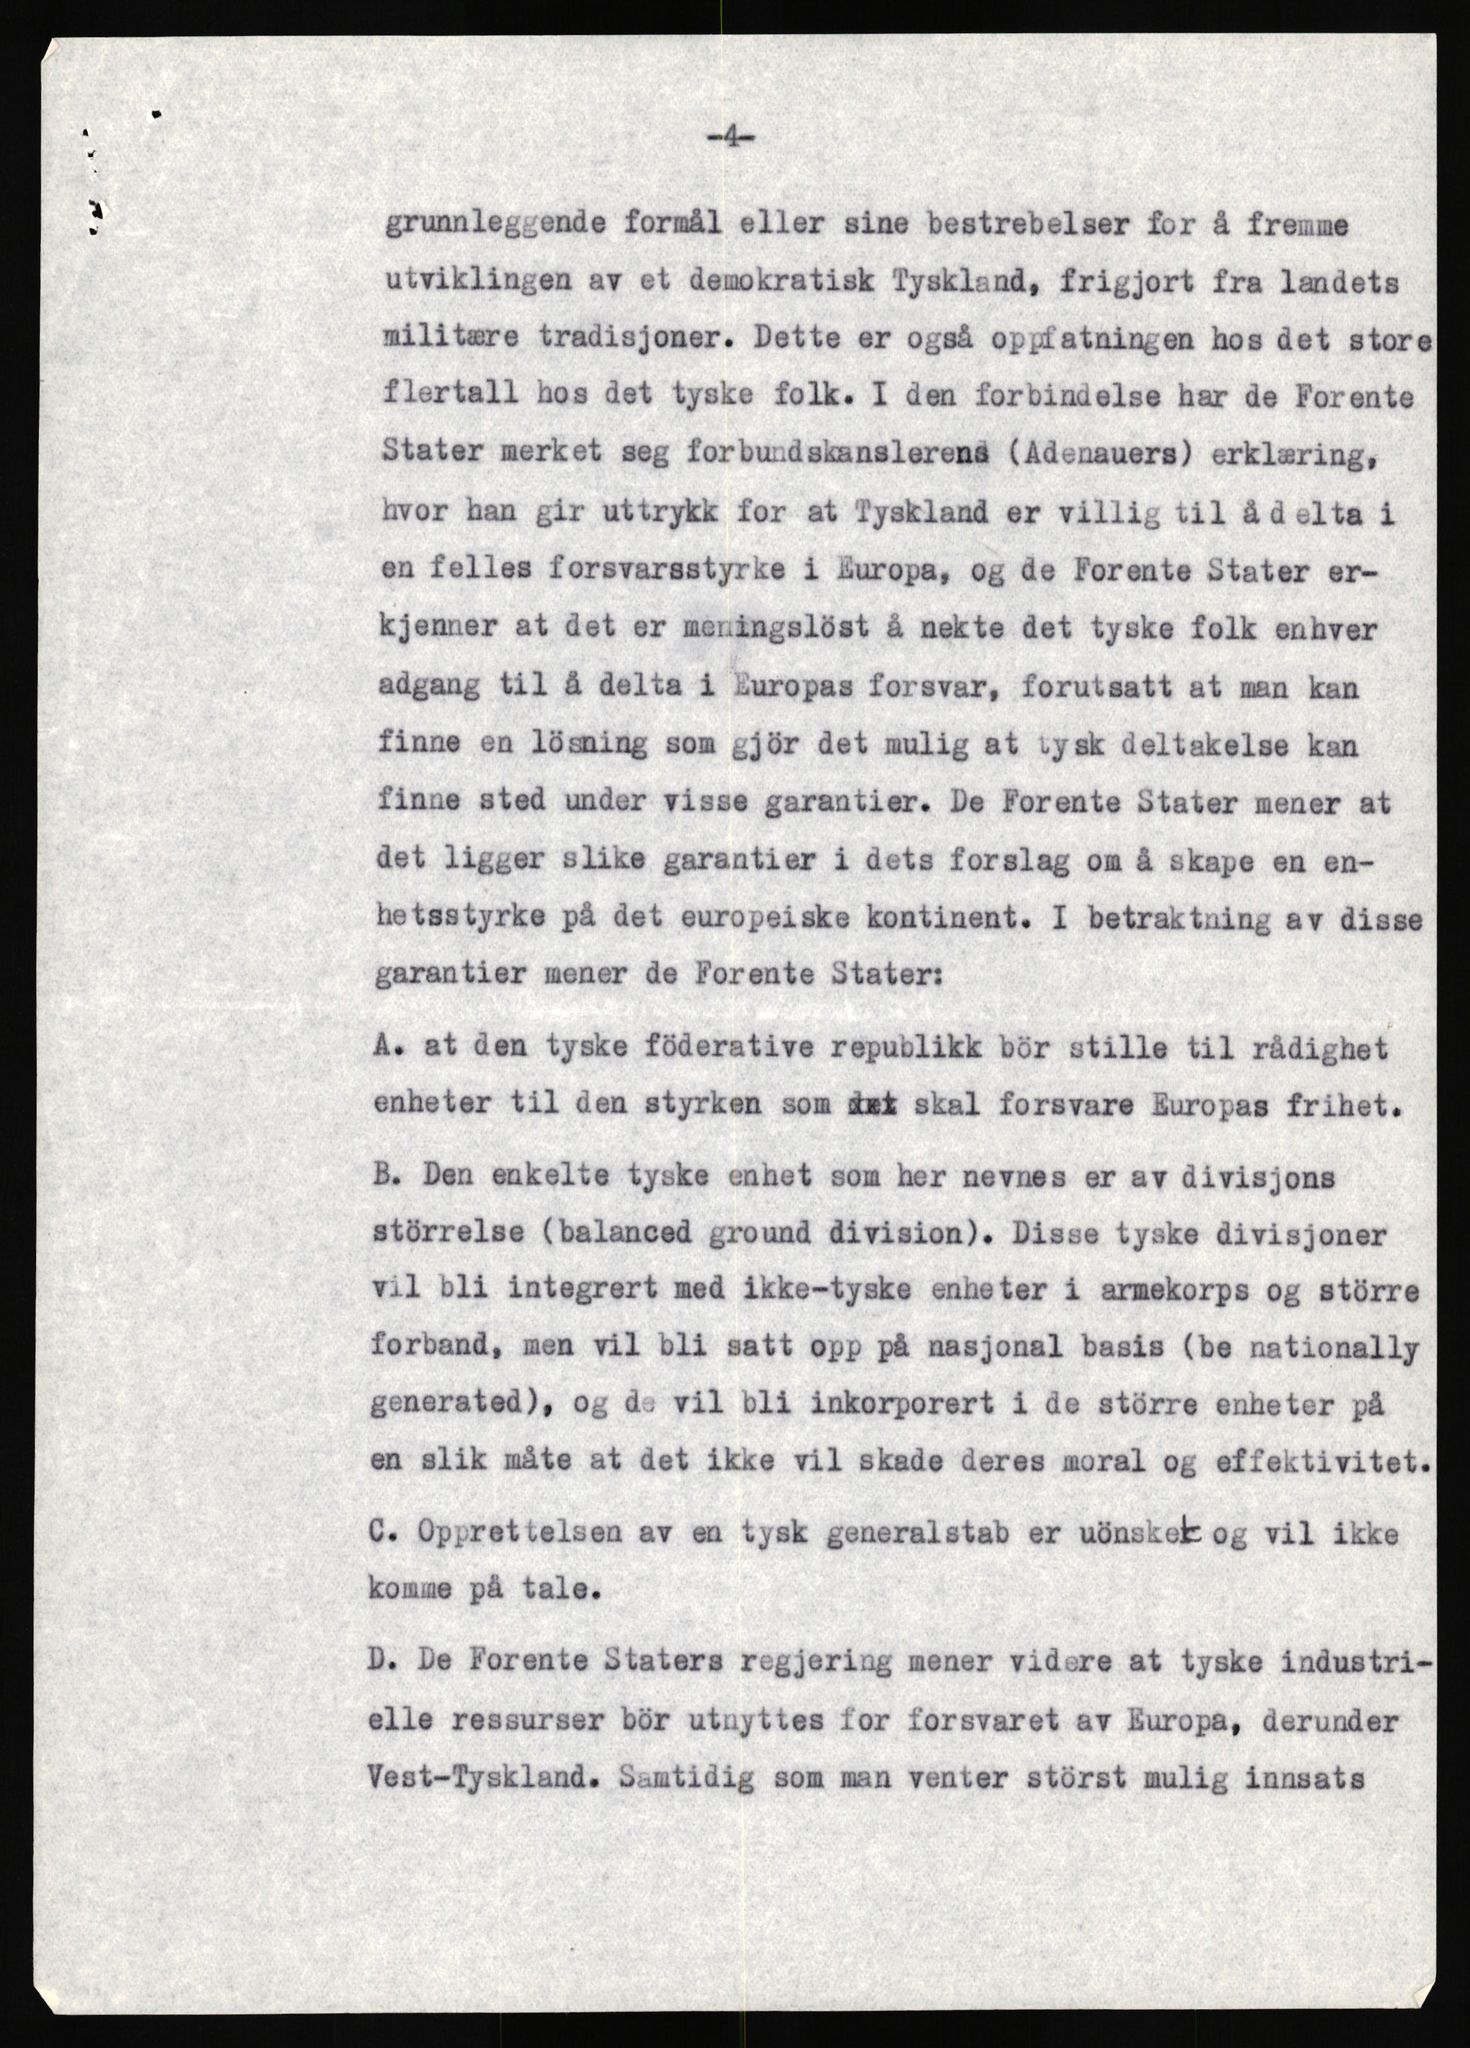 -4-
grunnleggende formål eller sine bestrebelser for å fremme
utviklingen av et demokratisk Tyskland, frigjort fra landets
militære tradisjoner. Dette er også oppfatningen hos det store
flertall hos det tyske folk. I den forbindelse har de Forente
Stater merket seg forbundskanslerens (Adenauers) erklæring,
hvor han gir uttrykk for at Tyskland er villig til å delta i
en felles forsvarsstyrke i Europa, og de Forente Stater er-
kjenner at det er meningslöst å nekte det tyske folk enhver
adgang til å delta i Europas forsvar, forutsatt at man kan
finne en lösning som gjör det mulig at tysk deltakelse kan
finne sted under visse garantier. De Forente Stater mener at
det ligger slike garantier i dets forslag om å skape en en-
hetsstyrke på det europeiske kontinent. I betraktning av disse
garantier mener de Forente Stater:
A. at den tyske föderative republikk bör stille til rådighet
enheter til den styrken som skal forsvare Europas frihet.
B. Den enkelte tyske enhet som her nevnes er av divisjons
störrelse (balanced ground division). Disse tyske divisjoner
vil bli integrert med ikke-tyske enheter i armekorps og större
forband, men vil bli satt opp på nasjonal basis (be nationally
generated), og de vil bli inkorporert i de större enheter på
en slik måte at det ikke vil skade deres moral og effektivitet.
C. Opprettelsen av en tysk generalstab er uönsket og vil ikke
komme på tale.
D. De Forente Staters regjering mener videre at tyske industri-
elle ressurser bör utnyttes for forsvaret av Europa, derunder
Vest-Tyskland. Samtidig som man venter störst mulig innsats